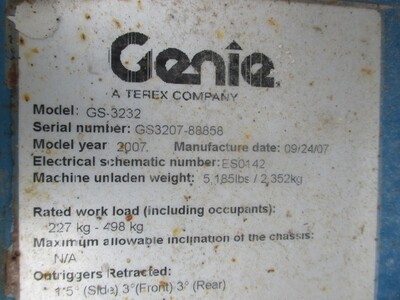 Genie
A TEREX COMPANY
Model: GS-3232
Serial number: GS3207-88858
Model year 2007 Manufacture date: 09/24/07
Electrical schematic number: ES0142
Machine unladen weight: 5,185lbs / 2,352kg
Rated work load (including occupants):
227 kg - 498 kg
Maximum allowable inclination of the chassis:
N/A
Outriggers Retracted:
1.5° (Side) 3°(Front) 3° (Rear)